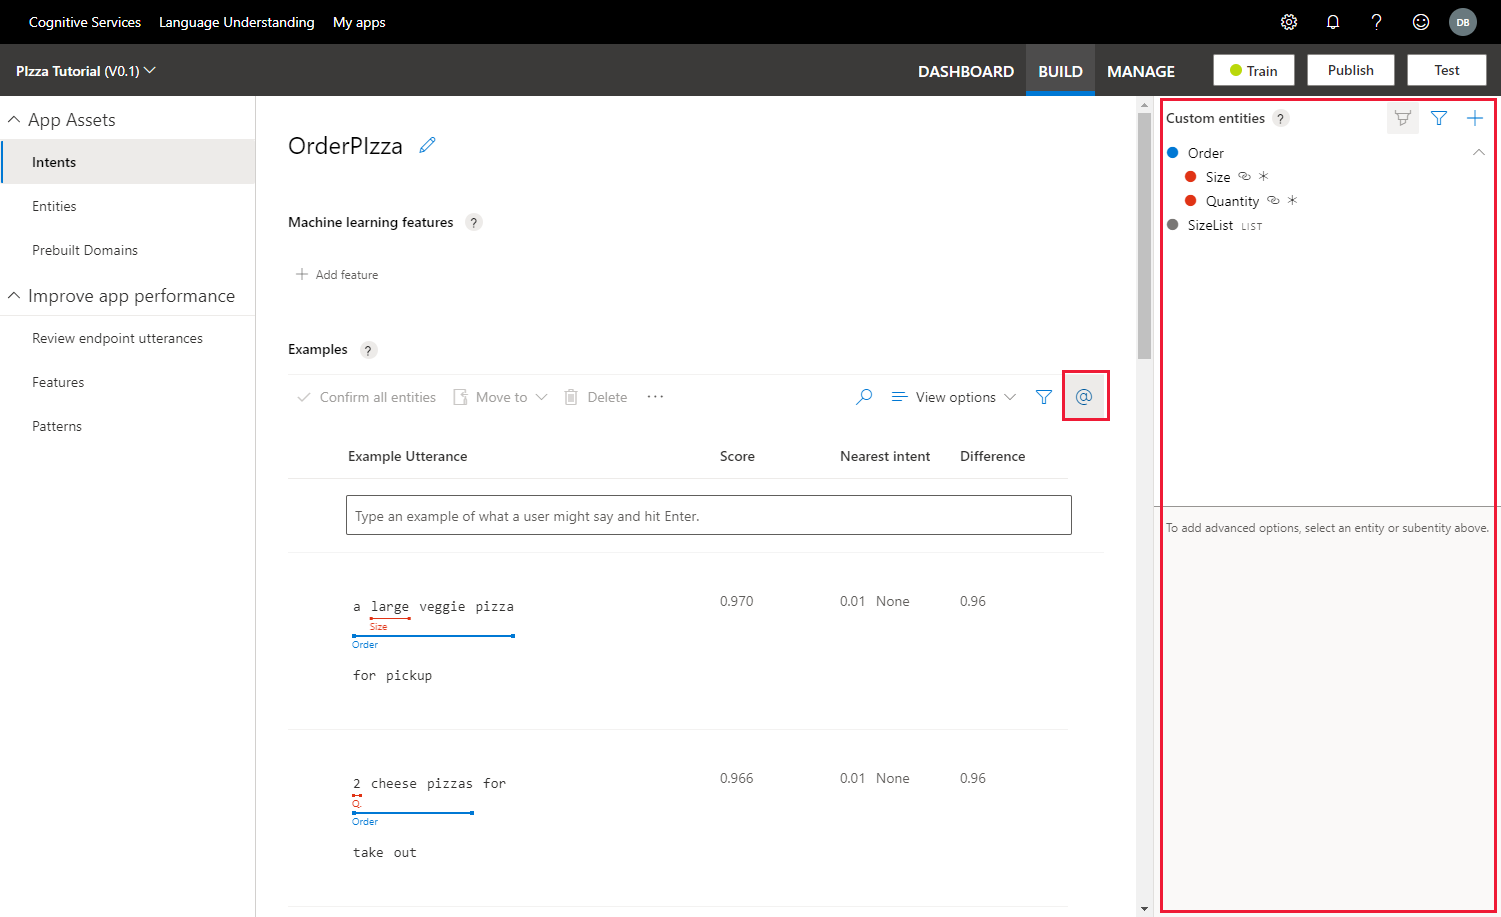 Cognitive Services Language Understanding My apps
? DB
PIzza Tutorial (V0.1) DASHBOARD BUILD MANAGE Train Publish Test
App Assets
Intents
Entities
Prebuilt Domains
Improve app performance
Review endpoint utterances
Features
Patterns
OrderPIzza
Machine learning features ?
+ Add feature
Examples ?
Confirm all entities Move to Delete ... View options @
Example Utterance Score Nearest intent Difference
Type an example of what a user might say and hit Enter.
a large veggie pizza 0.970 0.01 None 0.96
Size
Order
for pickup
2 cheese pizzas for 0.966 0.01 None 0.96
Q.
Order
take out
Custom entities ? +
Order
Size *
Quantity *
SizeList LIST
To add advanced options, select an entity or subentity above.